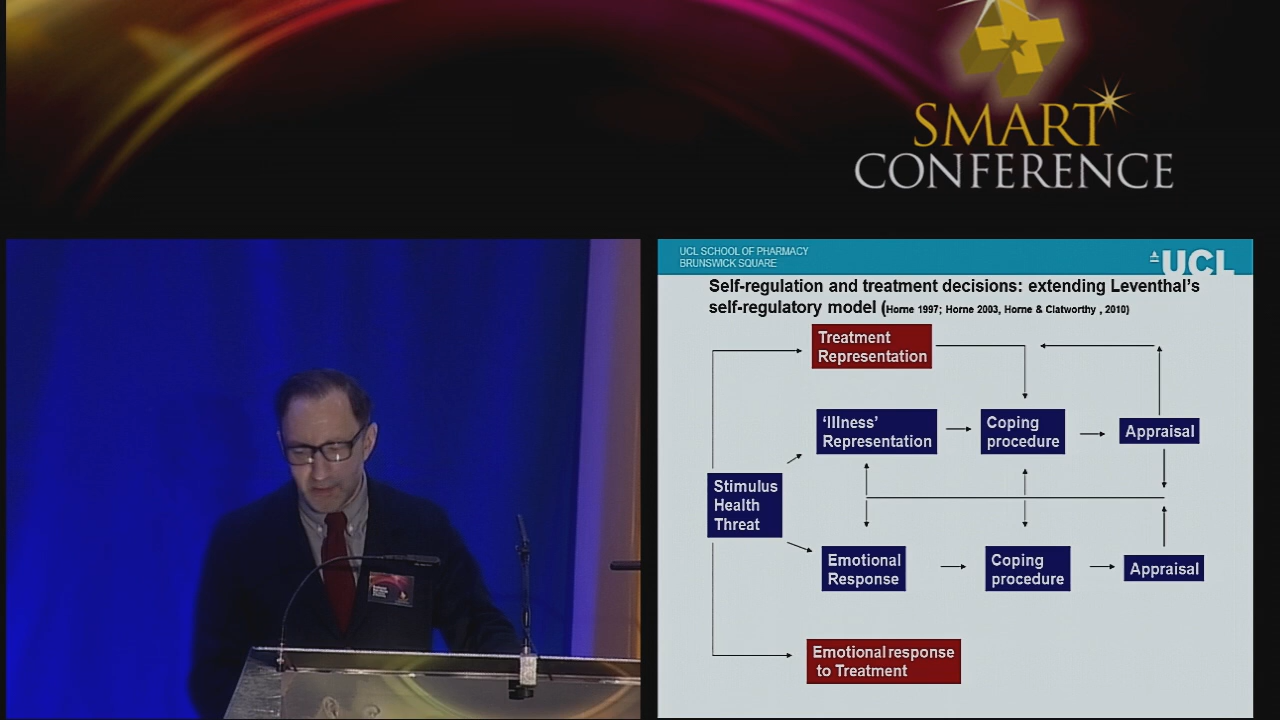 SMART
CONFERENCE
UCL SCHOOL OF PHARMACY
BRUNSWICK SQUARE
UCL
Self-regulation and treatment decisions: extending Leventhal's
self-regulatory model (Horne 1997; Horne 2003, Horne & Clatworthy , 2010)
Treatment
Representation
'Illness'
Representation
Coping
procedure
Appraisal
Stimulus
Health
Threat
Emotional
Response
Coping
procedure
Appraisal
Emotional response
to Treatment